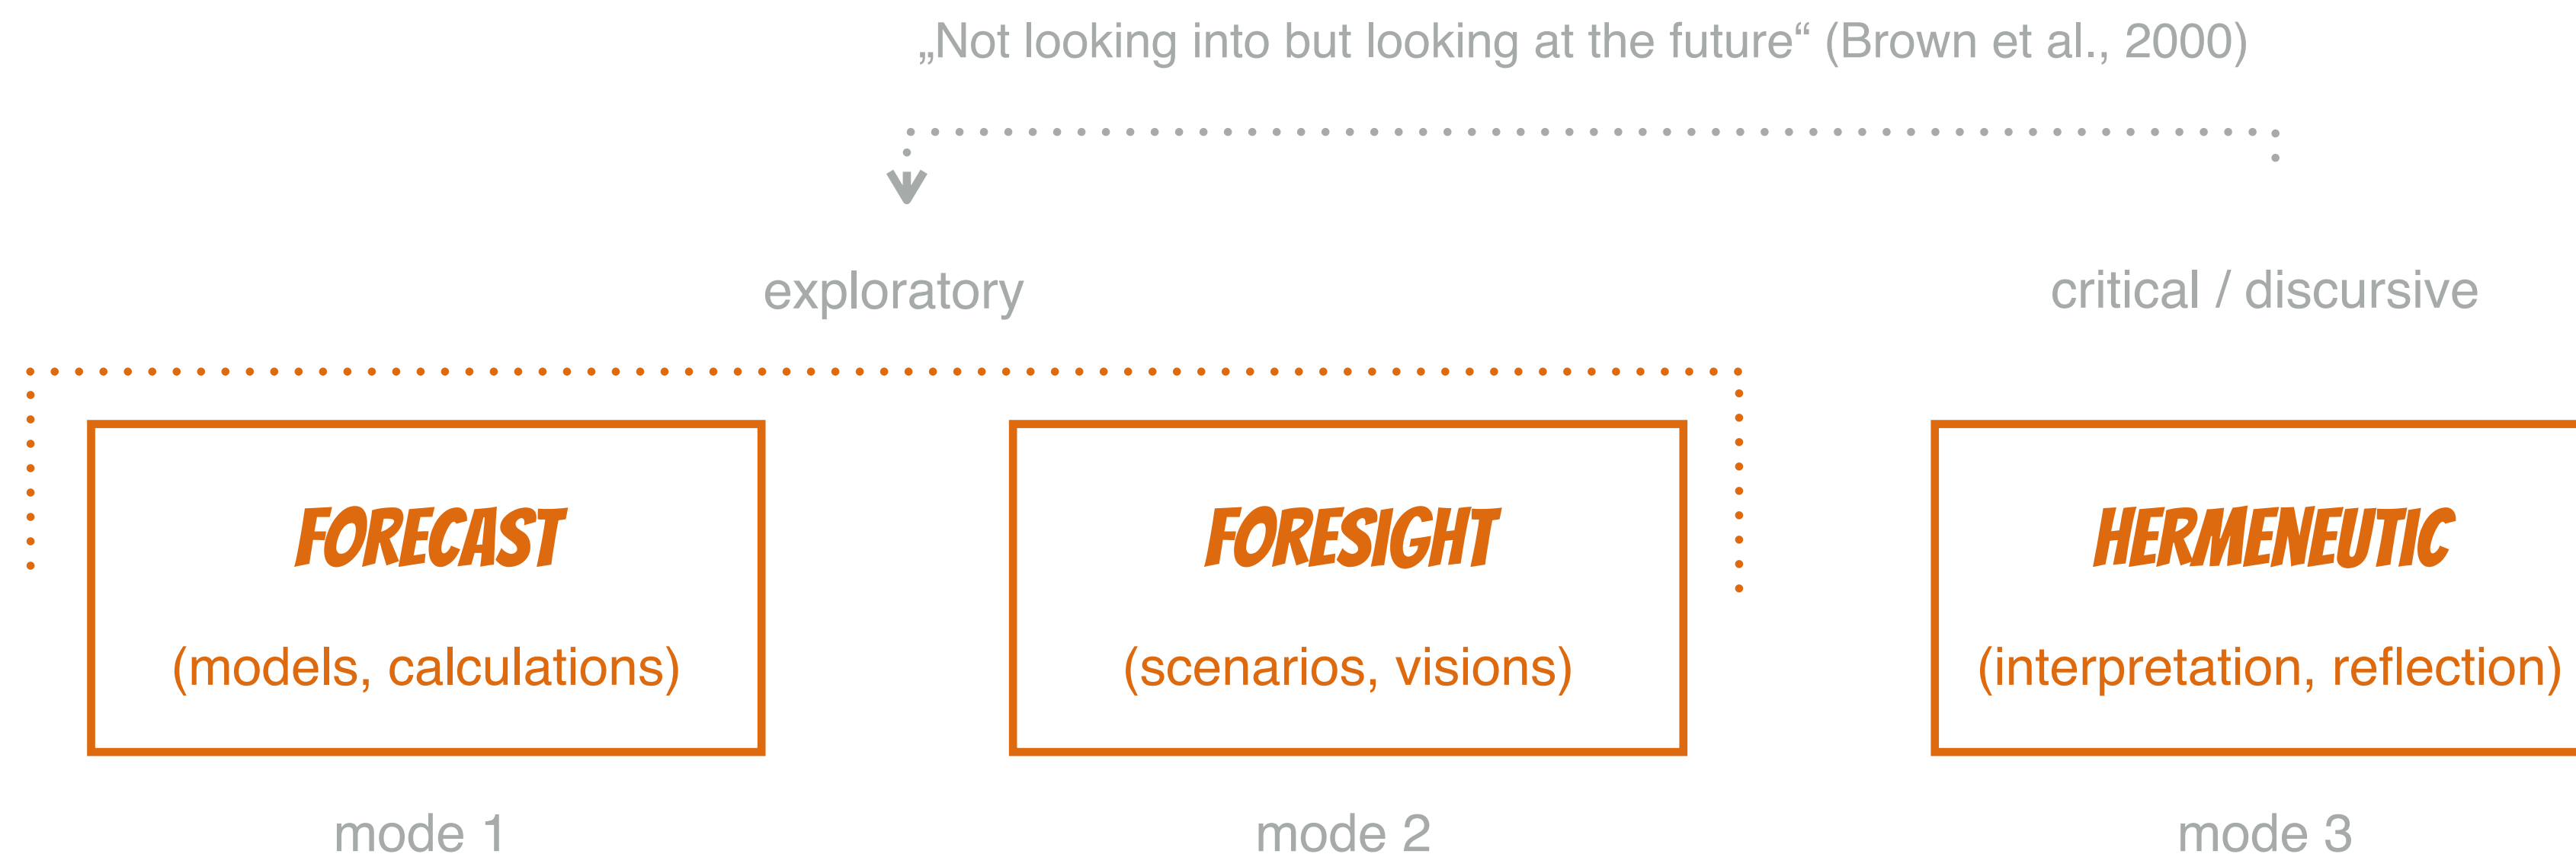 „Not looking into but looking at the future“ (Brown et al., 2000)
exploratory
critical / discursive
FORECAST
(models, calculations)
mode 1
FORESIGHT
(scenarios, visions)
mode 2
HERMENEUTIC
(interpretation, reflection)
mode 3